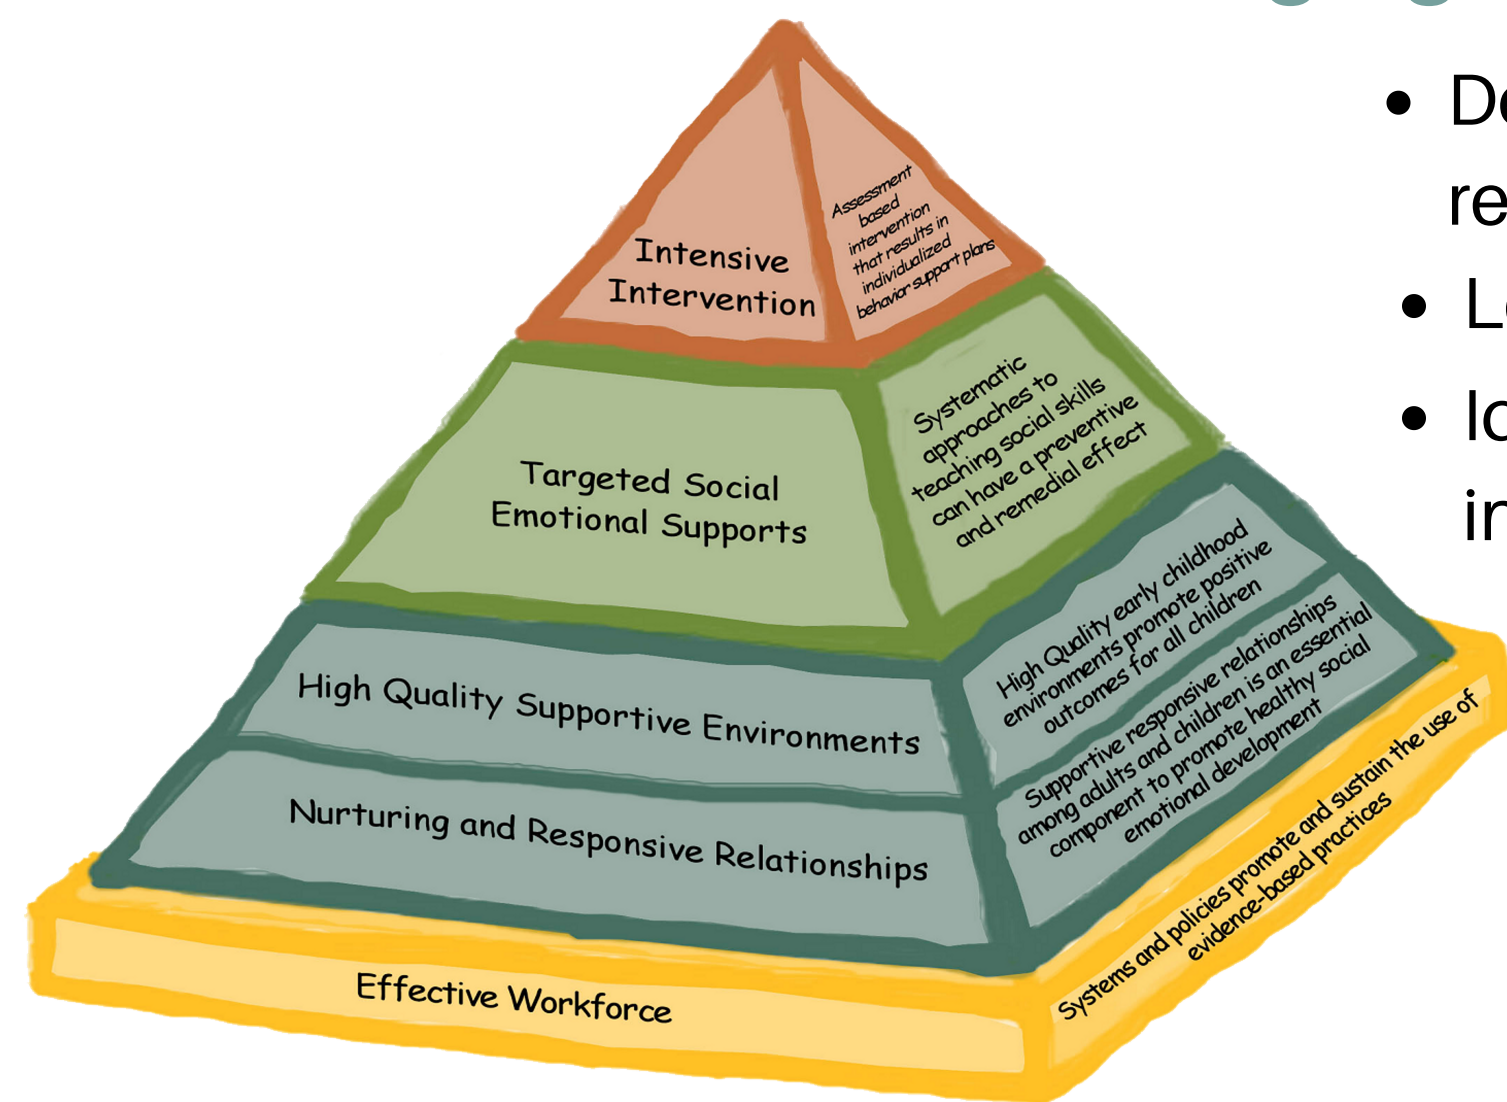 Intensive
Intervention
Assessment
based
intervention
that results in
individualized
behavior support plans
Targeted Social
Emotional Supports
Systematic
approaches to
teaching social skills
can have a preventive
and remedial effect
High Quality Supportive Environments
High Quality early childhood
environments promote positive
outcomes for all children
Nurturing and Responsive Relationships
Supportive responsive relationships
among adults and children is an essential
component to promote healthy social
emotional development
Effective Workforce
Systems and policies promote and sustain the use of
evidence-based practices